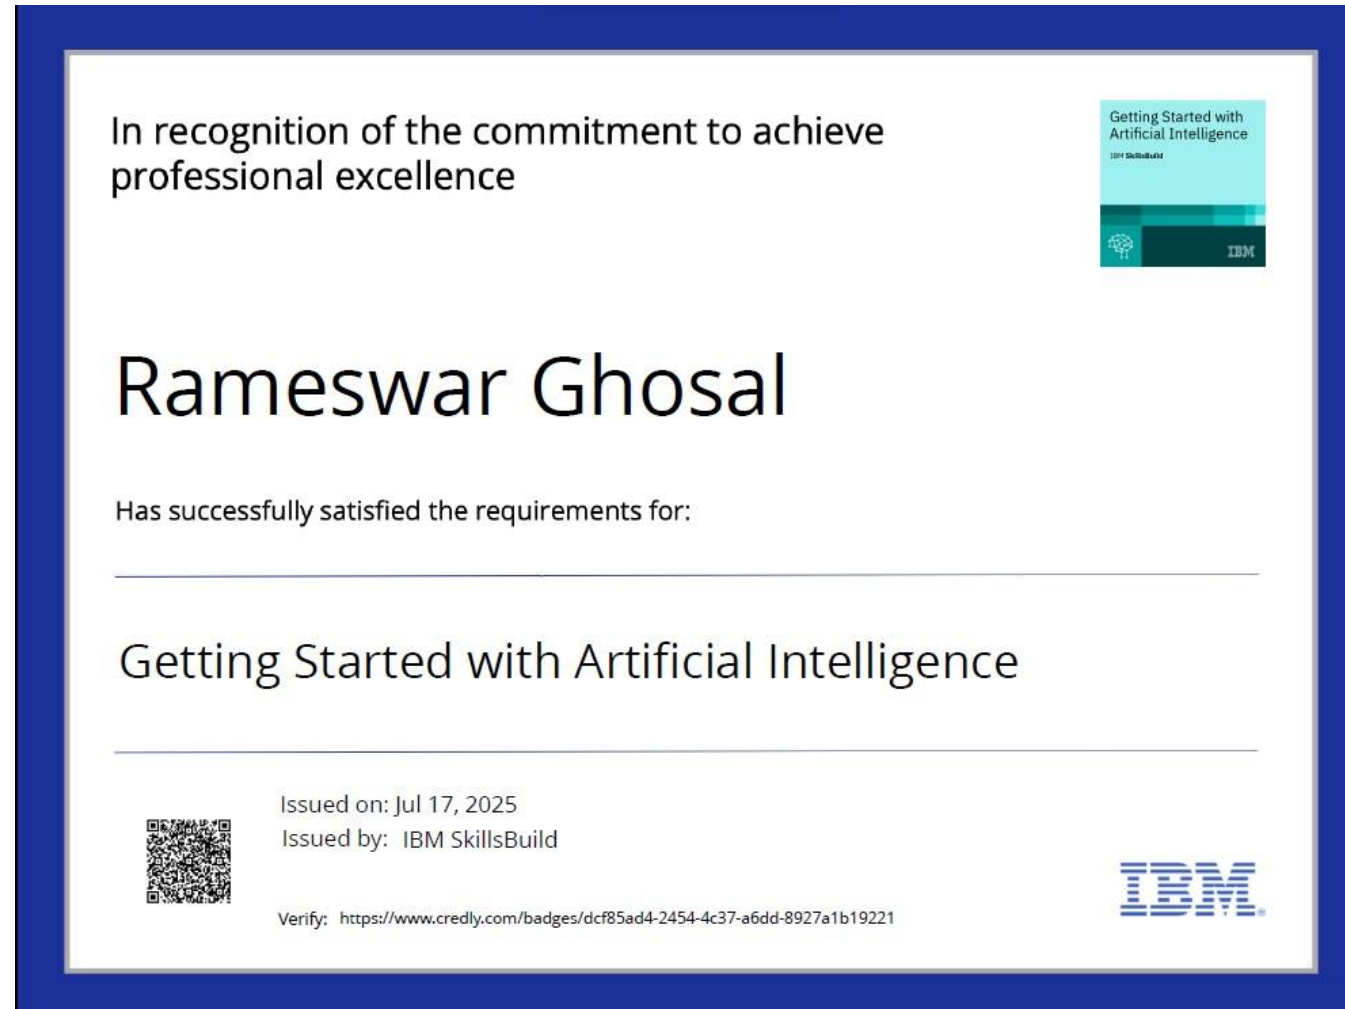 In recognition of the commitment to achieve
professional excellence
Getting Started with
Artificial Intelligence
IBM SkillsBuild
IBM
Rameswar Ghosal
Has successfully satisfied the requirements for:
Getting Started with Artificial Intelligence
Issued on: Jul 17, 2025
Issued by: IBM SkillsBuild
Verify: https://www.credly.com/badges/dcf85ad4-2454-4c37-a6dd-8927a1b19221
IBM®